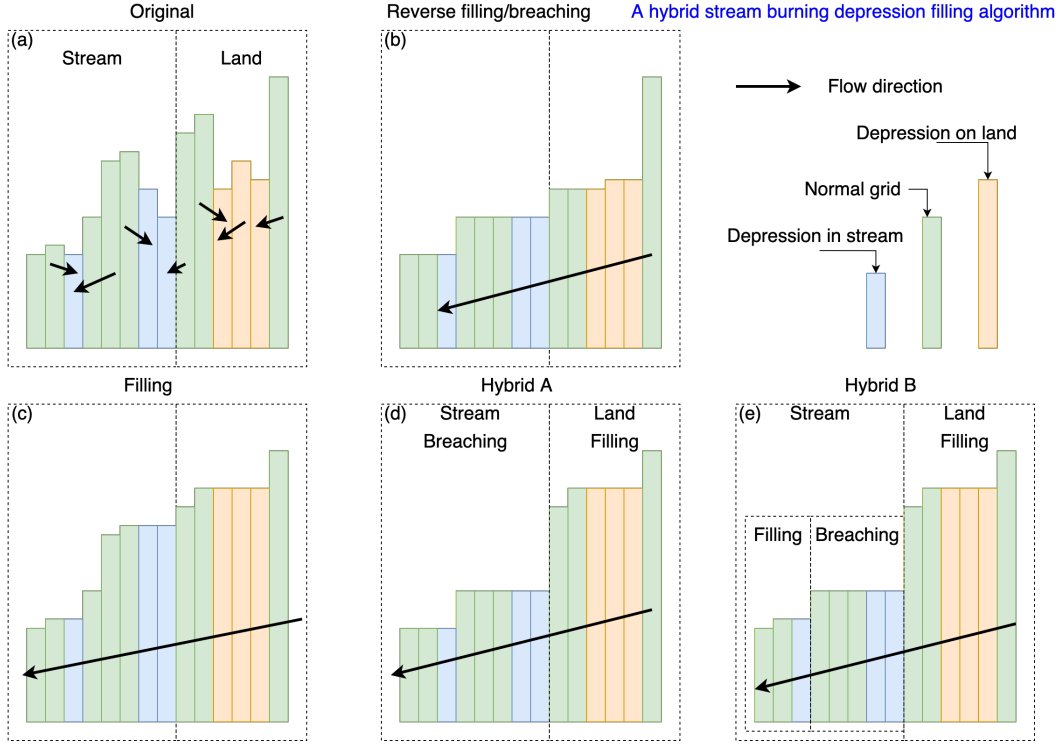 Original
Reverse filling/breaching
A hybrid stream burning depression filling algorithm
(a)
Stream
Land
(b)
Flow direction
Depression on land
Normal grid
Depression in stream
Filling
Hybrid A
Hybrid B
(c)
(d)
Stream
Land
Breaching
Filling
(e)
Stream
Land
Filling
Filling
Breaching